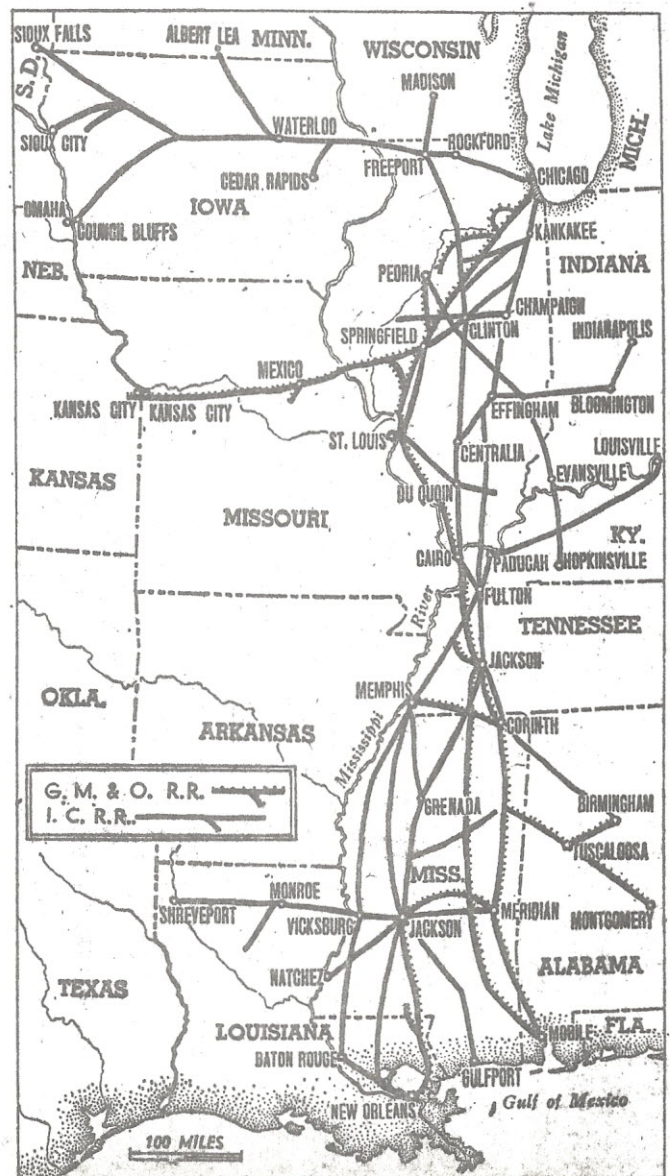 SIOUX FALLS
ALBERT LEA
MINN.
WISCONSIN
S. D.
MADISON
Lake Michigan
MICH.
SIOUX CITY
WATERLOO
ROCKFORD
FREEPORT
CHICAGO
CEDAR RAPIDS
IOWA
OMAHA
COUNCIL BLUFFS
KANKAKEE
NEB.
PEORIA
INDIANA
CHAMPAIGN
SPRINGFIELD
CLINTON
INDIANAPOLIS
MEXICO
KANSAS CITY
KANSAS CITY
EFFINGHAM
BLOOMINGTON
ST. LOUIS
CENTRALIA
LOUISVILLE
KANSAS
EVANSVILLE
DU QUOIN
MISSOURI
KY.
CAIRO
PADUCAH
HOPKINSVILLE
FULTON
River
TENNESSEE
JACKSON
OKLA.
MEMPHIS
ARKANSAS
Mississippi
CORINTH
G. M. & O. R.R.
I. C. R.R.
GRENADA
BIRMINGHAM
TUSCALOOSA
MISS.
MONROE
SHREVEPORT
VICKSBURG
JACKSON
MERIDIAN
MONTGOMERY
NATCHEZ
TEXAS
ALABAMA
LOUISIANA
FLA.
MOBILE
BATON ROUGE
GULFPORT
NEW ORLEANS
Gulf of Mexico
100 MILES